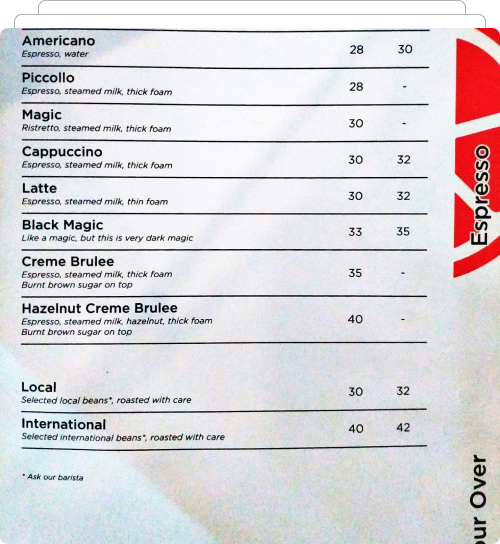 Americano 28 30
Espresso, water
Piccollo
Espresso, steamed milk, thick foam 28 -
Magic
Ristretto, steamed milk, thick foam 30 -
Cappuccino
Espresso, steamed milk, thick foam 30 32
Latte
Espresso, steamed milk, thin foam 30 32
Black Magic
Like a magic, but this is very dark magic 33 35
Creme Brulee
Espresso, steamed milk, thick foam 35 -
Burnt brown sugar on top
Hazelnut Creme Brulee
Espresso, steamed milk, hazelnut, thick foam 40 -
Burnt brown sugar on top
Espresso
Local
Selected local beans*, roasted with care 30 32
International
Selected international beans*, roasted with care 40 42
* Ask our barista
our Over